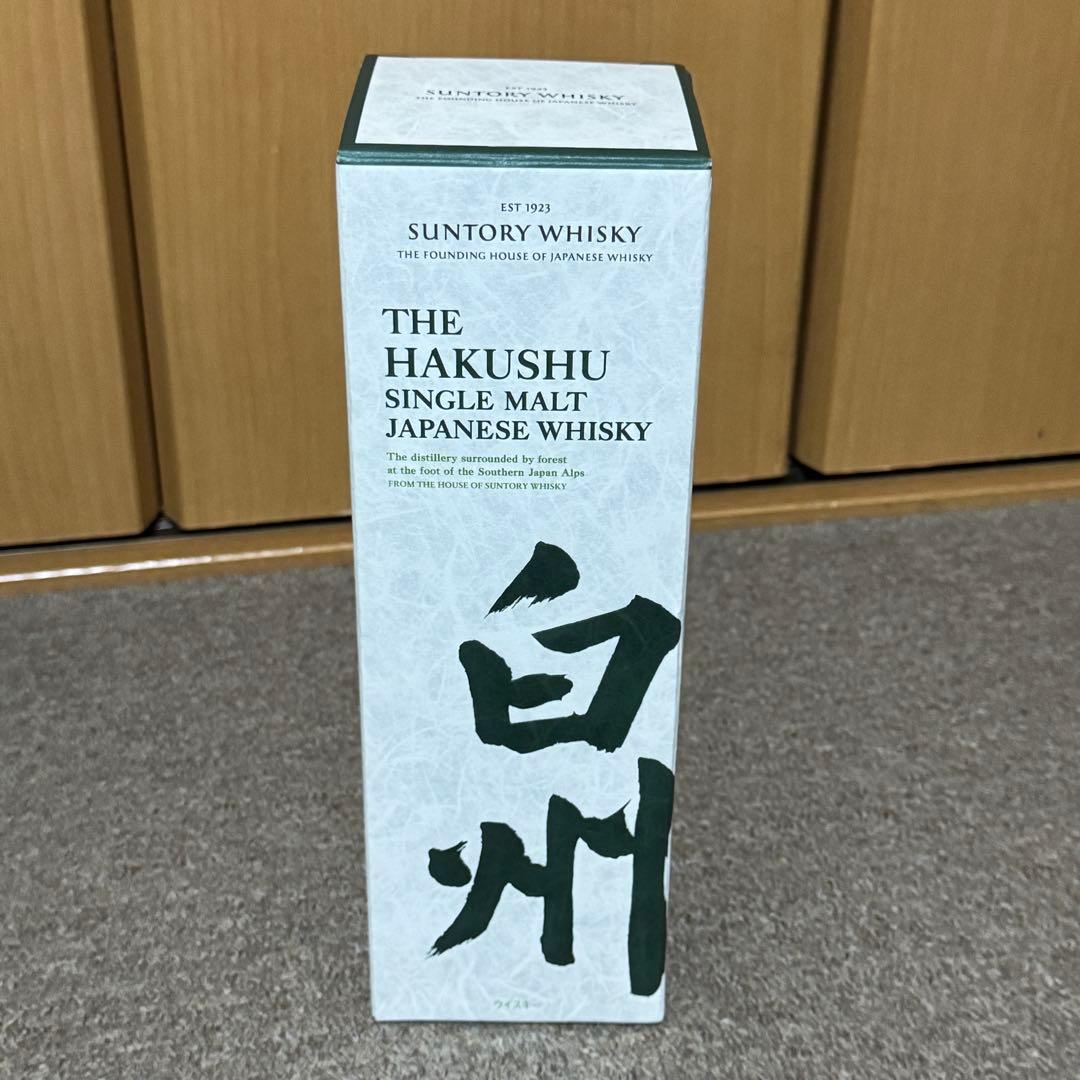 EST 1923
SUNTORY WHISKY
THE FOUNDING HOUSE OF JAPANESE WHISKY
EST 1923
SUNTORY WHISKY
THE FOUNDING HOUSE OF JAPANESE WHISKY
THE
HAKUSHU
SINGLE MALT
JAPANESE WHISKY
The distillery surrounded by forest
at the foot of the Southern Japan Alps
FROM THE HOUSE OF SUNTORY WHISKY
白
州
ウイスキー